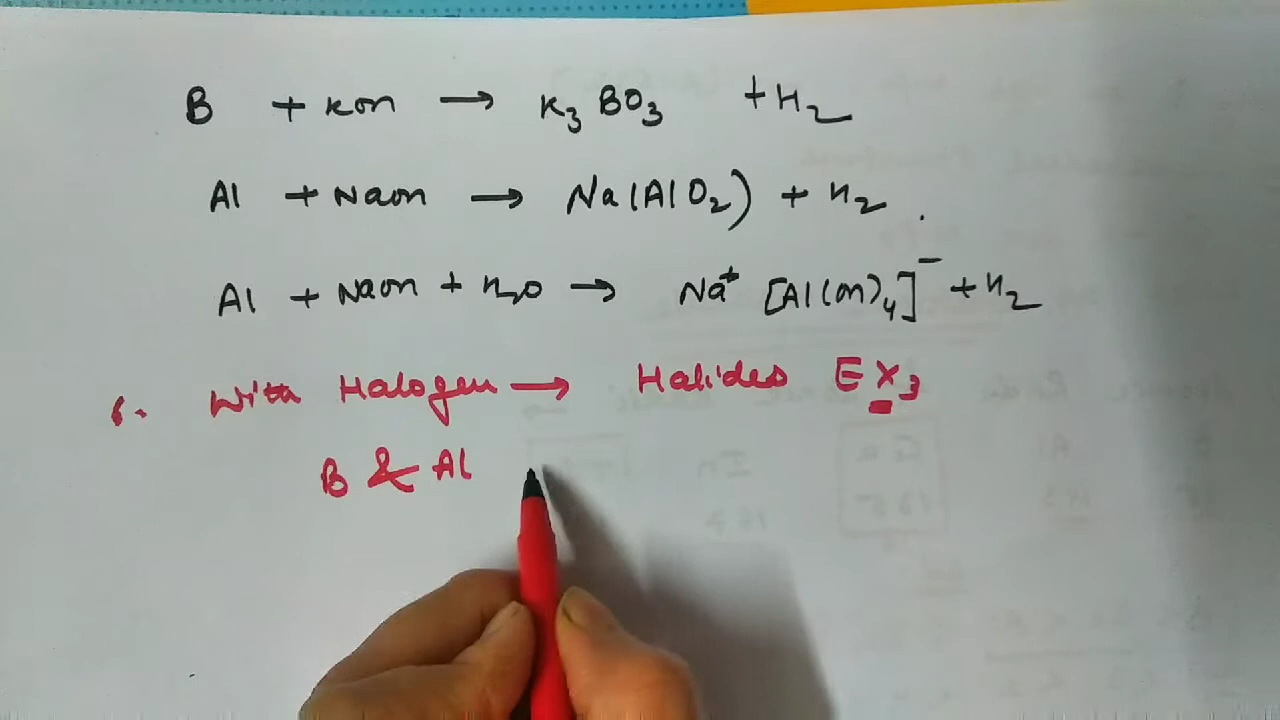 B + KOH → K3BO3 + H2
Al + NaOH → Na(AlO2) + H2.
Al + NaOH + H2O → Na+ [Al(OH)4]- + H2
6. With Halogen → Halides EX3
B & Al